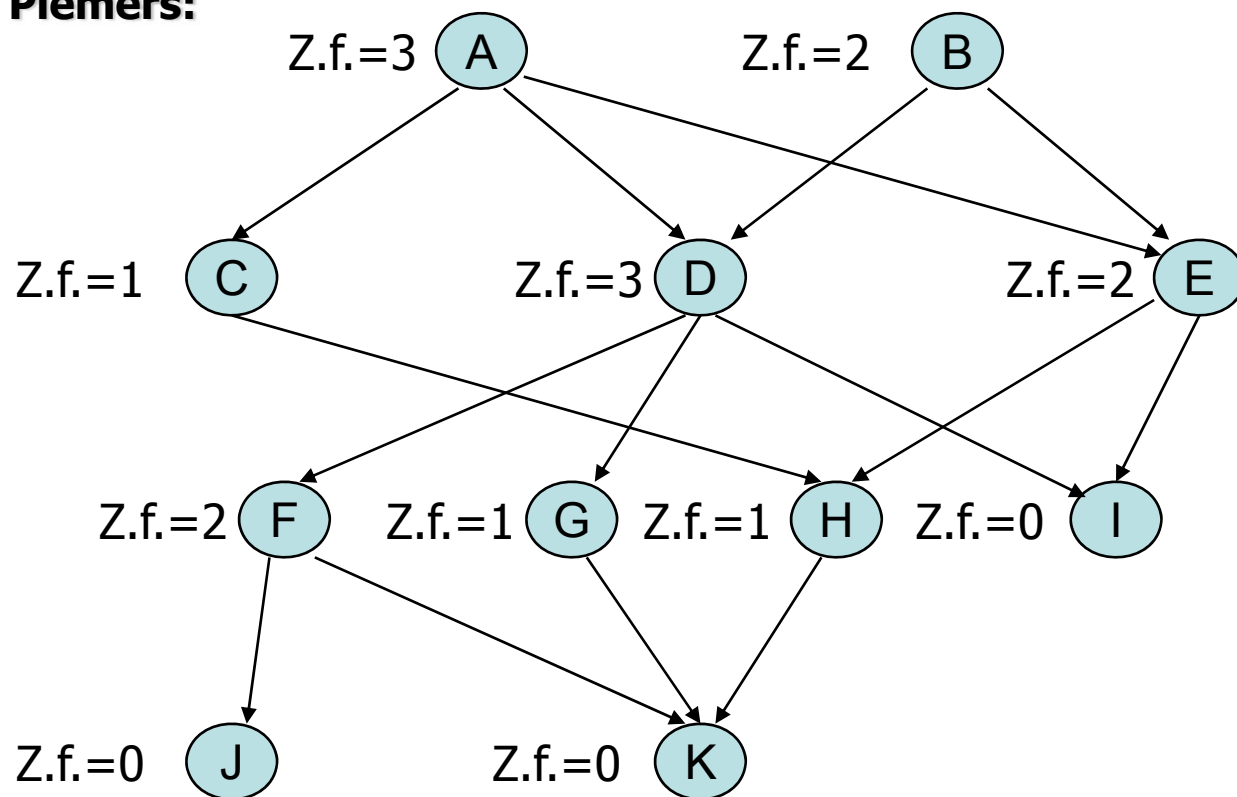 Piemērs:
Z.f.=3 A Z.f.=2 B
Z.f.=1 C Z.f.=3 D Z.f.=2 E
Z.f.=2 F Z.f.=1 G Z.f.=1 H Z.f.=0 I
Z.f.=0 J Z.f.=0 K